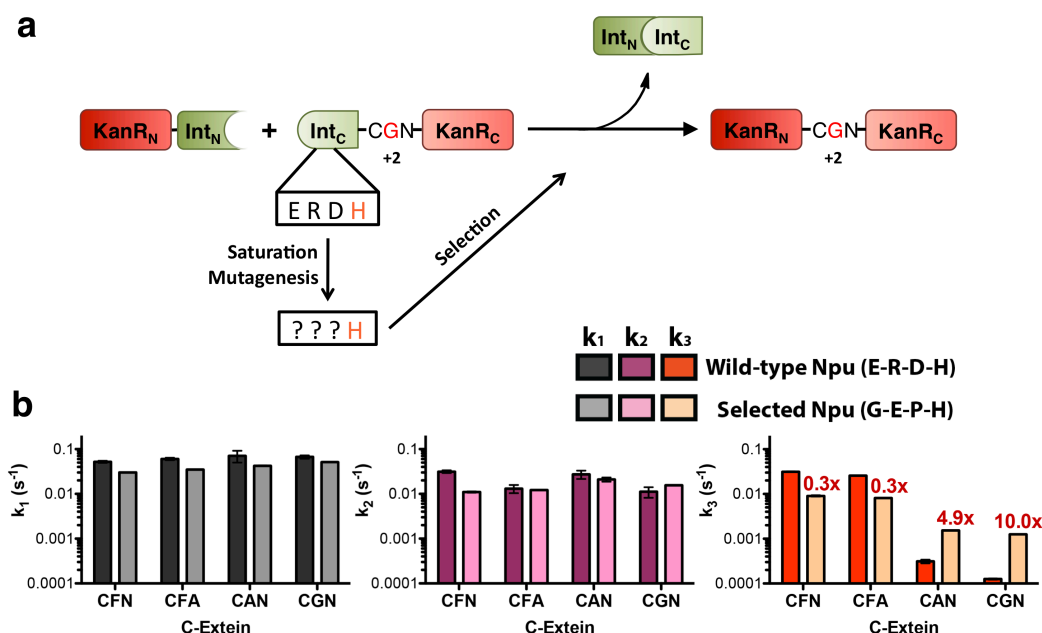 a
IntN IntC
KanRN IntN + IntC CGN KanRC
+2
KanRN CGN KanRC
+2
E R D H
Saturation
Mutagenesis
Selection
? ? ? H
k1 k2 k3
Wild-type Npu (E-R-D-H)
Selected Npu (G-E-P-H)
b
k1 (s-1)
0.1
0.01
0.001
0.0001
CFN CFA CAN CGN
C-Extein
k2 (s-1)
0.1
0.01
0.001
0.0001
CFN CFA CAN CGN
C-Extein
k3 (s-1)
0.1
0.01
0.001
0.0001
0.3x 0.3x 4.9x 10.0x
CFN CFA CAN CGN
C-Extein